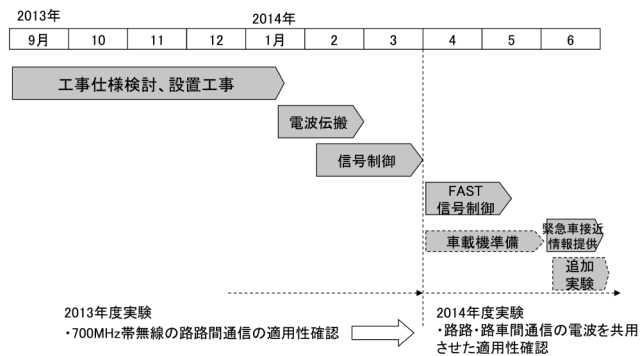 2013年
2014年
9月 10 11 12 1月 2 3 4 5 6
工事仕様検討、設置工事
電波伝搬
信号制御
FAST
信号制御
車載機準備
緊急車接近
情報提供
追加
実験
2013年度実験
・700MHz帯無線の路路間通信の適用性確認
2014年度実験
・路路・路車間通信の電波を共用
させた適用性確認